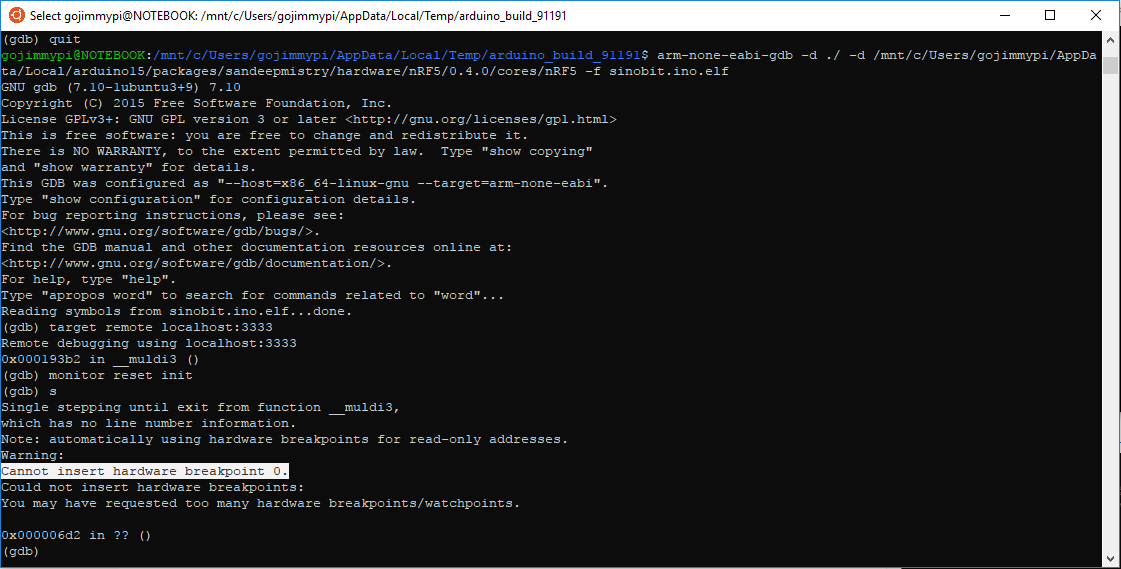 Select gojimmypi@NOTEBOOK: /mnt/c/Users/gojimmypi/AppData/Local/Temp/arduino_build_91191
(gdb) quit
gojimmypi@NOTEBOOK:/mnt/c/Users/gojimmypi/AppData/Local/Temp/arduino_build_91191$ arm-none-eabi-gdb -d ./ -d /mnt/c/Users/gojimmypi/AppDa
ta/Local/arduino15/packages/sandeepmistry/hardware/nRF5/0.4.0/cores/nRF5 -f sinobit.ino.elf
GNU gdb (7.10-1ubuntu3+9) 7.10
Copyright (C) 2015 Free Software Foundation, Inc.
License GPLv3+: GNU GPL version 3 or later <http://gnu.org/licenses/gpl.html>
This is free software: you are free to change and redistribute it.
There is NO WARRANTY, to the extent permitted by law.  Type "show copying"
and "show warranty" for details.
This GDB was configured as "--host=x86_64-linux-gnu --target=arm-none-eabi".
Type "show configuration" for configuration details.
For bug reporting instructions, please see:
<http://www.gnu.org/software/gdb/bugs/>.
Find the GDB manual and other documentation resources online at:
<http://www.gnu.org/software/gdb/documentation/>.
For help, type "help".
Type "apropos word" to search for commands related to "word"...
Reading symbols from sinobit.ino.elf...done.
(gdb) target remote localhost:3333
Remote debugging using localhost:3333
0x000193b2 in __muldi3 ()
(gdb) monitor reset init
(gdb) s
Single stepping until exit from function __muldi3,
which has no line number information.
Note: automatically using hardware breakpoints for read-only addresses.
Warning:
Cannot insert hardware breakpoint 0.
Could not insert hardware breakpoints:
You may have requested too many hardware breakpoints/watchpoints.
0x000006d2 in ?? ()
(gdb)